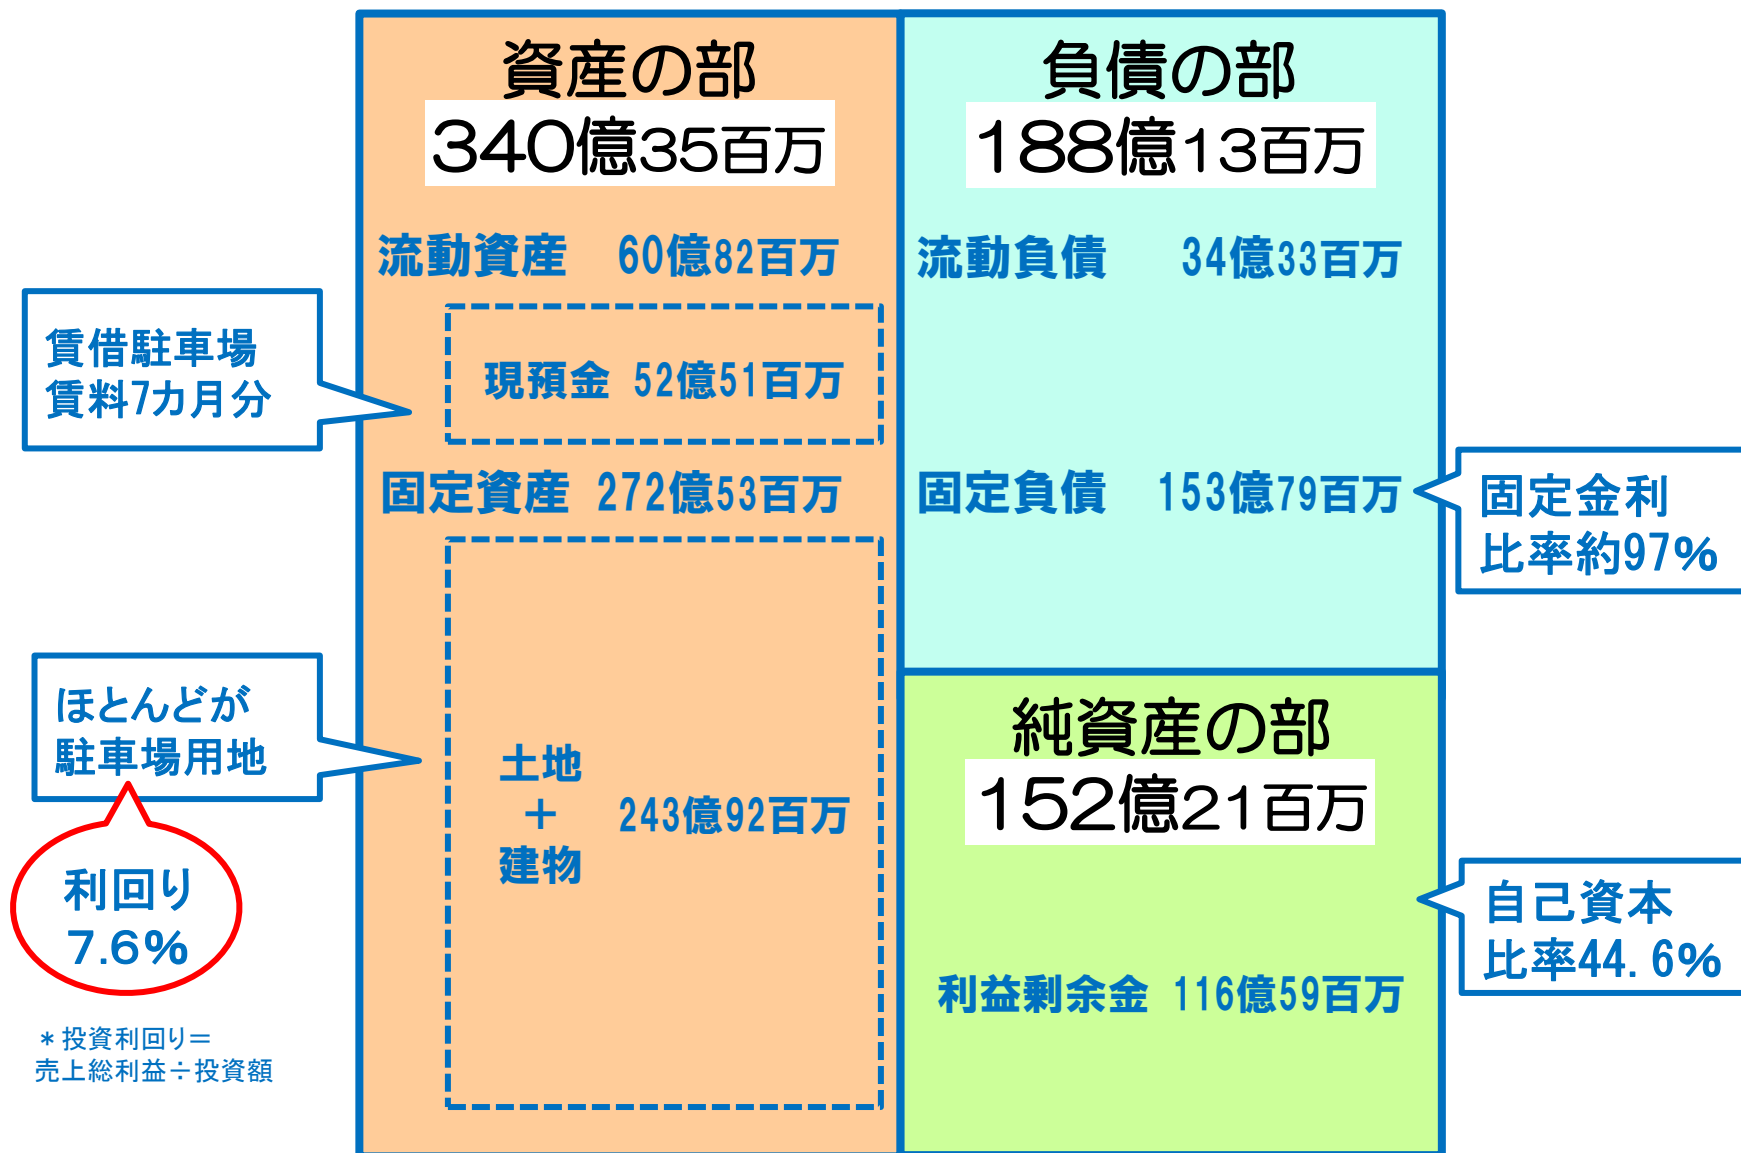 資産の部
340億35百万
流動資産 60億82百万
現預金 52億51百万
固定資産 272億53百万
土地
＋
建物
243億92百万
賃借駐車場
賃料7カ月分
ほとんどが
駐車場用地
利回り
7.6%
＊投資利回り＝
売上総利益÷投資額
負債の部
188億13百万
流動負債 34億33百万
固定負債 153億79百万
固定金利
比率約97%
純資産の部
152億21百万
利益剰余金 116億59百万
自己資本
比率44.6%